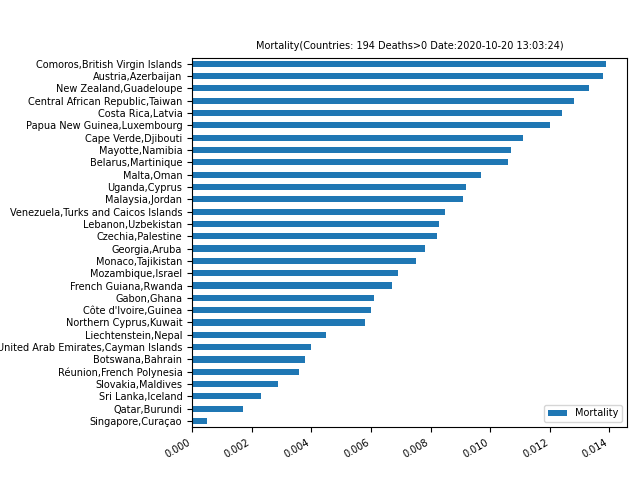 Mortality(Countries: 194 Deaths>0 Date:2020-10-20 13:03:24)
Comoros,British Virgin Islands
Austria,Azerbaijan
New Zealand,Guadeloupe
Central African Republic,Taiwan
Costa Rica,Latvia
Papua New Guinea,Luxembourg
Cape Verde,Djibouti
Mayotte,Namibia
Belarus,Martinique
Malta,Oman
Uganda,Cyprus
Malaysia,Jordan
Venezuela,Turks and Caicos Islands
Lebanon,Uzbekistan
Czechia,Palestine
Georgia,Aruba
Monaco,Tajikistan
Mozambique,Israel
French Guiana,Rwanda
Gabon,Ghana
Côte d'Ivoire,Guinea
Northern Cyprus,Kuwait
Liechtenstein,Nepal
United Arab Emirates,Cayman Islands
Botswana,Bahrain
Réunion,French Polynesia
Slovakia,Maldives
Sri Lanka,Iceland
Qatar,Burundi
Singapore,Curaçao
Mortality
0.000 0.002 0.004 0.006 0.008 0.010 0.012 0.014